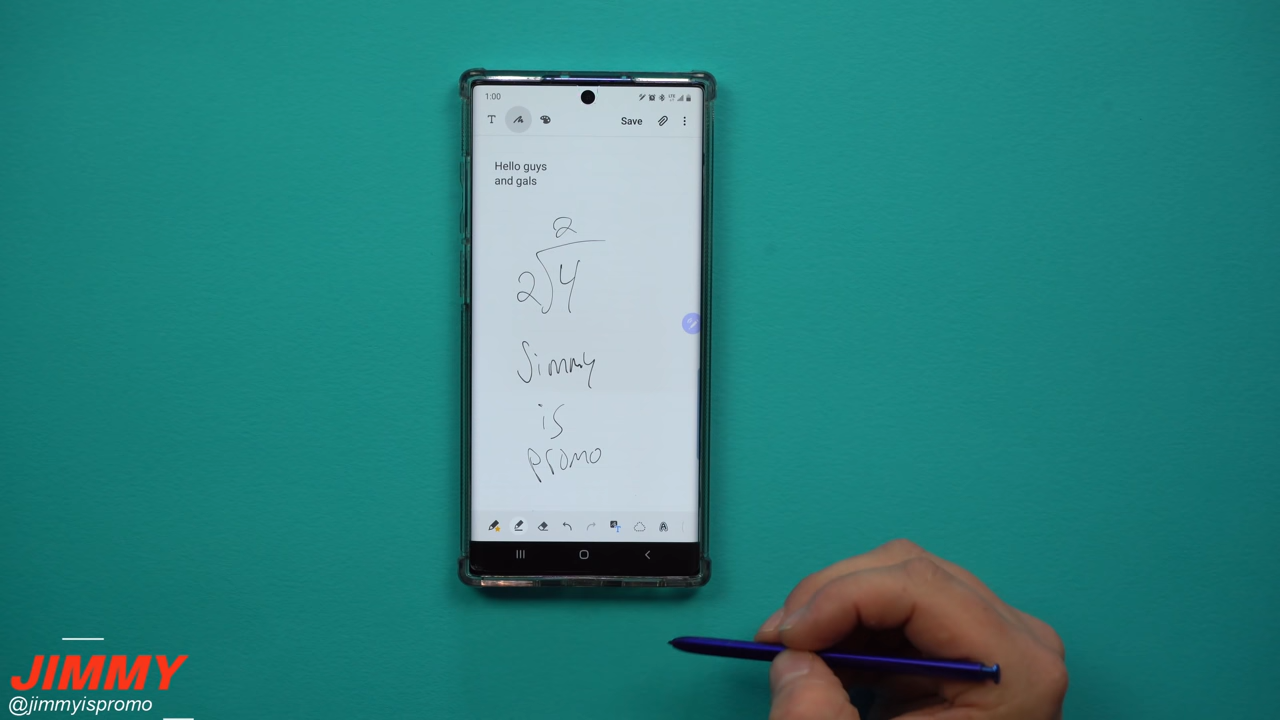 1:00
T
Save
Hello guys
and gals
2
2√4
Jimmy
is
promo
JIMMY
@jimmyispromo